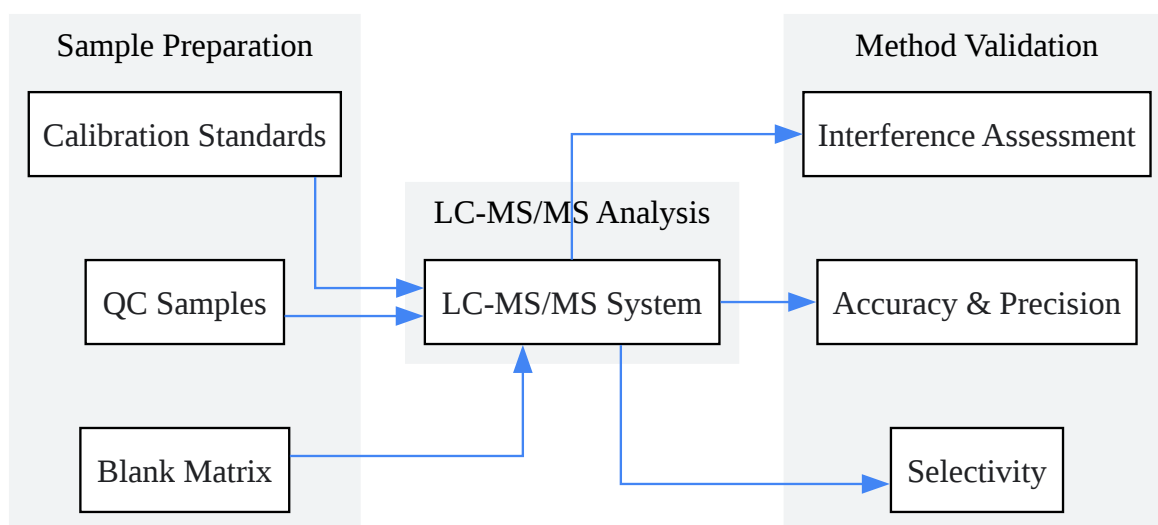 Sample Preparation
Calibration Standards
QC Samples
Blank Matrix
LC-MS/MS Analysis
LC-MS/MS System
Method Validation
Interference Assessment
Accuracy & Precision
Selectivity